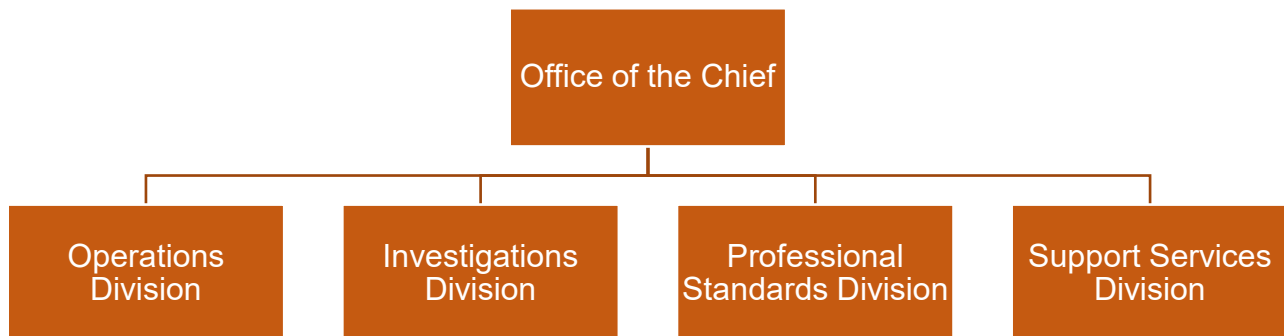 Office of the Chief
Operations
Division
Investigations
Division
Professional
Standards Division
Support Services
Division